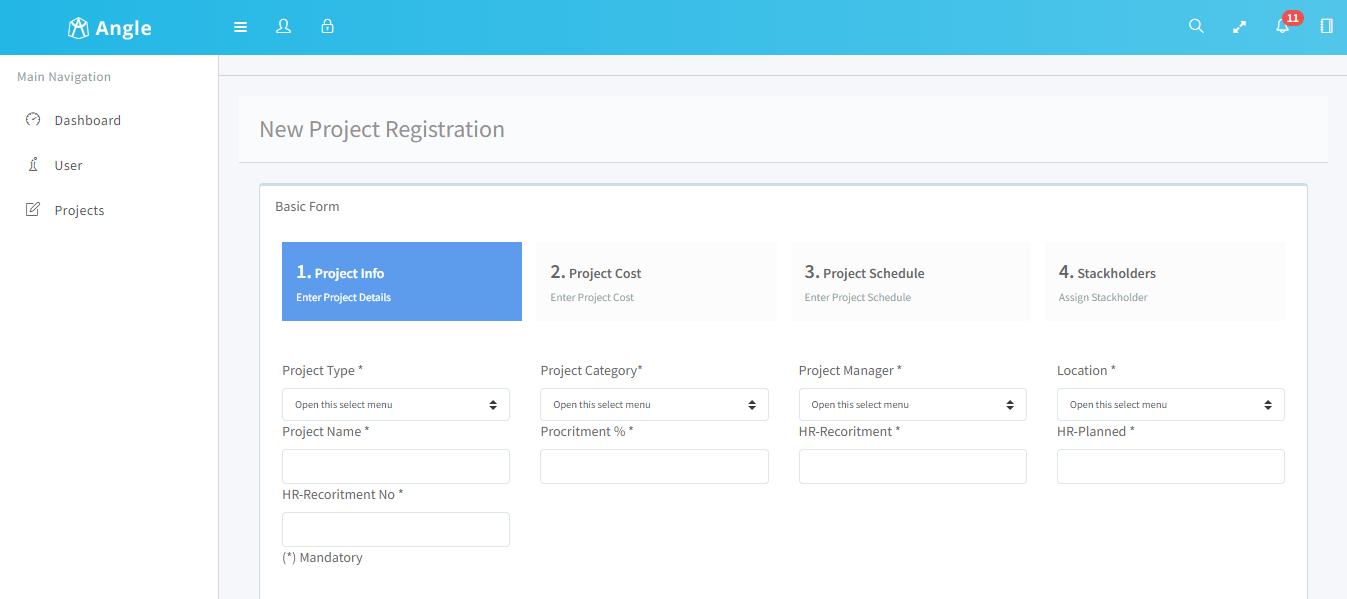 Angle
11
Main Navigation
Dashboard
User
Projects
New Project Registration
Basic Form
1. Project Info
Enter Project Details
2. Project Cost
Enter Project Cost
3. Project Schedule
Enter Project Schedule
4. Stackholders
Assign Stackholder
Project Type *
Project Category*
Project Manager *
Location *
Open this select menu
Open this select menu
Open this select menu
Open this select menu
Project Name *
Procritment % *
HR-Recoritment *
HR-Planned *
HR-Recoritment No *
(*) Mandatory